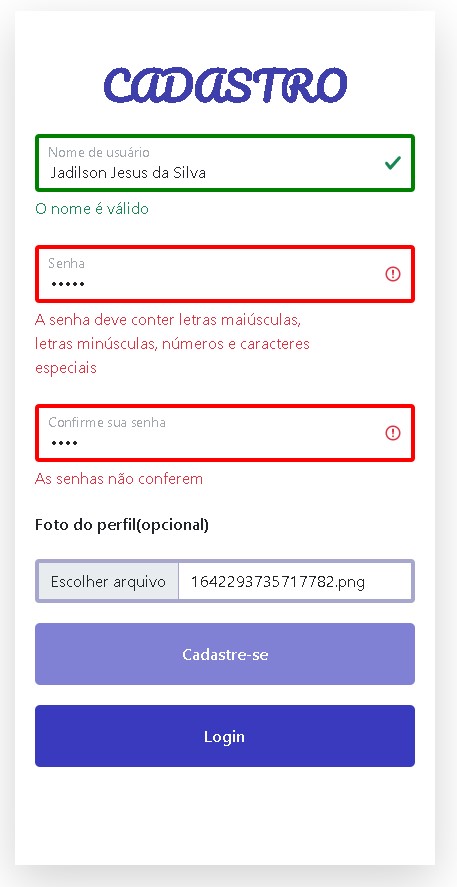 CADASTRO
Nome de usuário
Jadilson Jesus da Silva
O nome é válido
Senha
•••••
A senha deve conter letras maiúsculas,
letras minúsculas, números e caracteres
especiais
Confirme sua senha
••••
As senhas não conferem
Foto do perfil(opcional)
Escolher arquivo 1642293735717782.png
Cadastre-se
Login